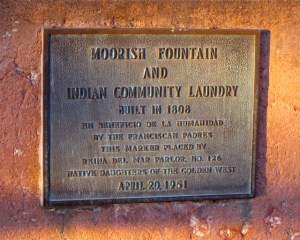 MOORISH FOUNTAIN
AND
INDIAN COMMUNITY LAUNDRY
BUILT IN 1808
EN BENEFICIO DE LA HUMANIDAD
BY THE FRANCISCAN PADRES
THIS MARKER PLACED BY
REINA DEL MAR PARLOR, NO. 126
NATIVE DAUGHTERS OF THE GOLDEN WEST
APRIL 20, 1951